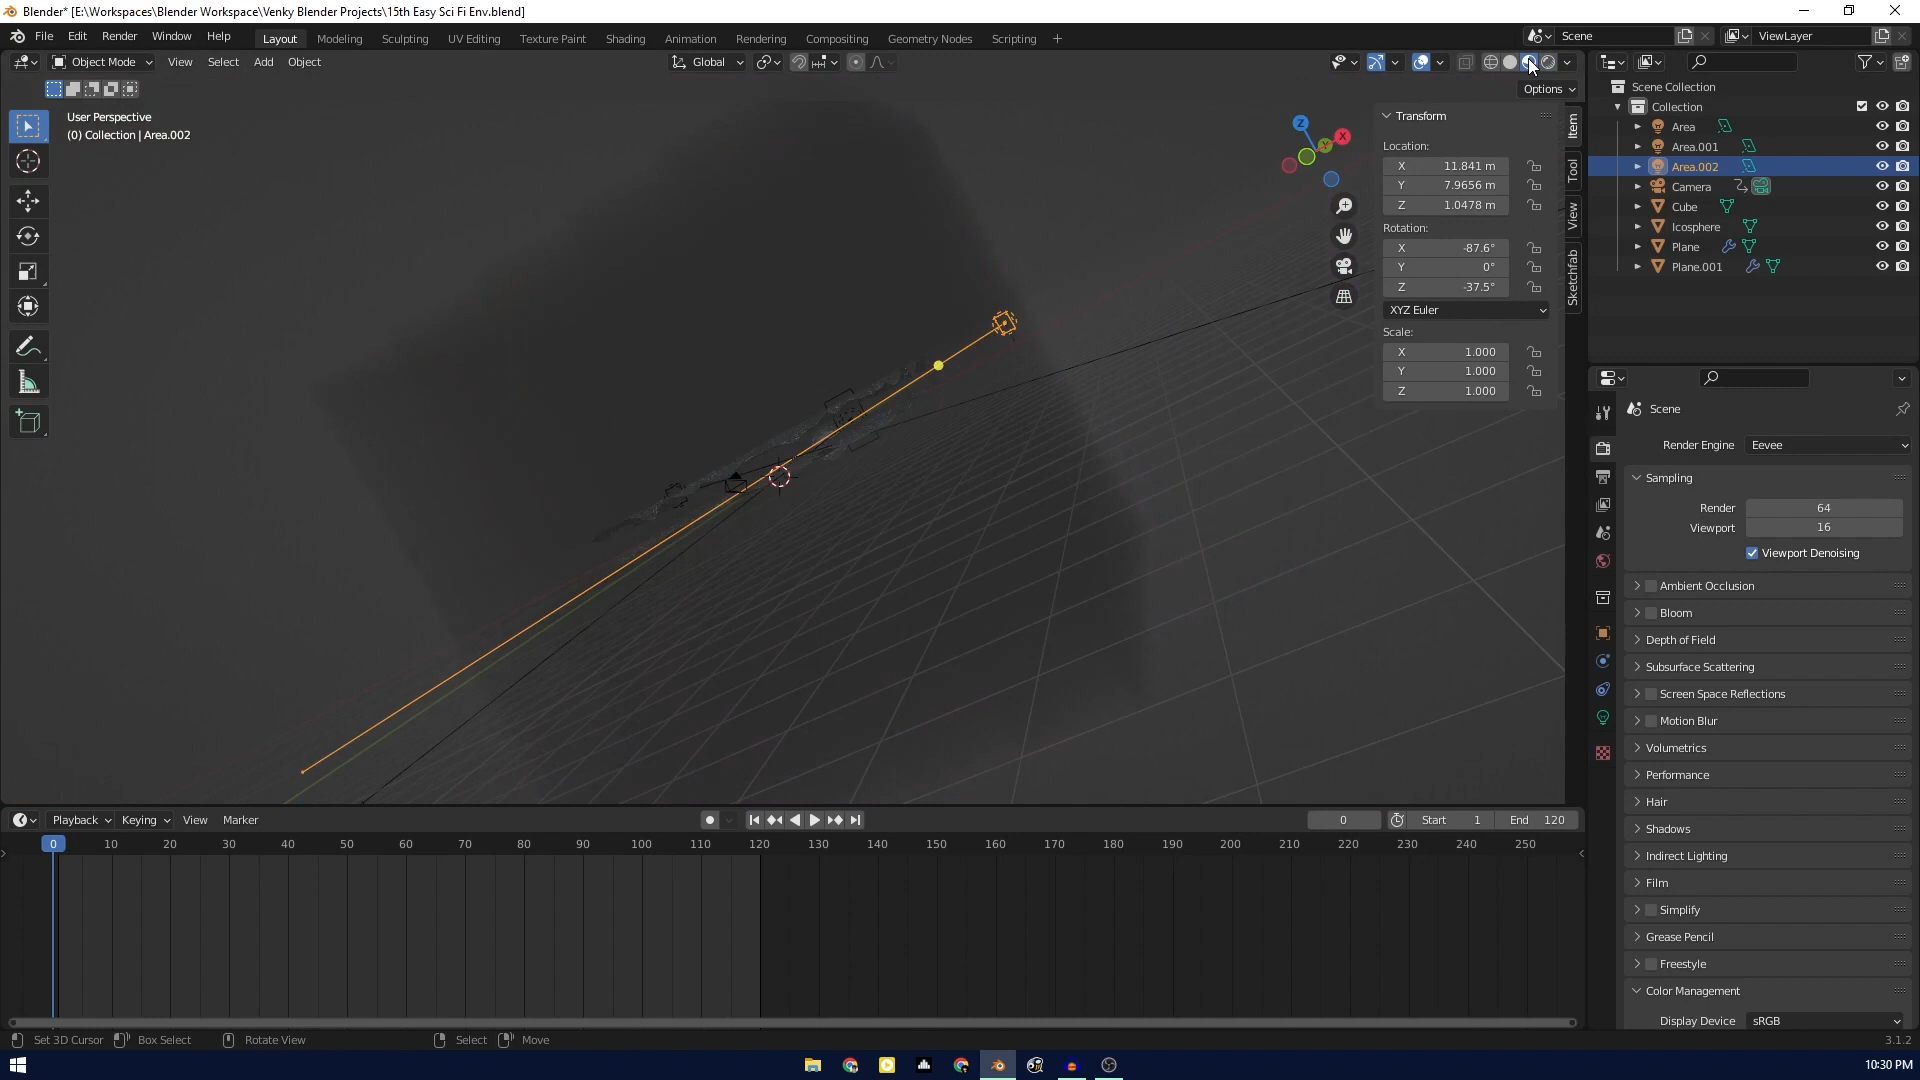 Blender* [E:\Workspaces\Blender Workspace\Venky Blender Projects\15th Easy Sci Fi Env.blend]
File Edit Render Window Help Layout Modeling Sculpting UV Editing Texture Paint Shading Animation Rendering Compositing Geometry Nodes Scripting + Scene ViewLayer
Object Mode View Select Add Object Global
Options
User Perspective
(0) Collection | Area.002
Z
X
Y
Transform
Location:
X 11.841 m
Y 7.9656 m
Z 1.0478 m
Rotation:
X -87.6°
Y 0°
Z -37.5°
XYZ Euler
Scale:
X 1.000
Y 1.000
Z 1.000
Item
Tool
View
Sketchfab
Scene Collection
Collection
Area
Area.001
Area.002
Camera
Cube
Icosphere
Plane
Plane.001
Scene
Render Engine Eevee
Sampling
Render 64
Viewport 16
Viewport Denoising
Ambient Occlusion
Bloom
Depth of Field
Subsurface Scattering
Screen Space Reflections
Motion Blur
Volumetrics
Performance
Hair
Shadows
Indirect Lighting
Film
Simplify
Grease Pencil
Freestyle
Color Management
Display Device sRGB
Playback Keying View Marker 0 Start 1 End 120
0 10 20 30 40 50 60 70 80 90 100 110 120 130 140 150 160 170 180 190 200 210 220 230 240 250
Set 3D Cursor Box Select Rotate View Select Move 3.1.2
10:30 PM